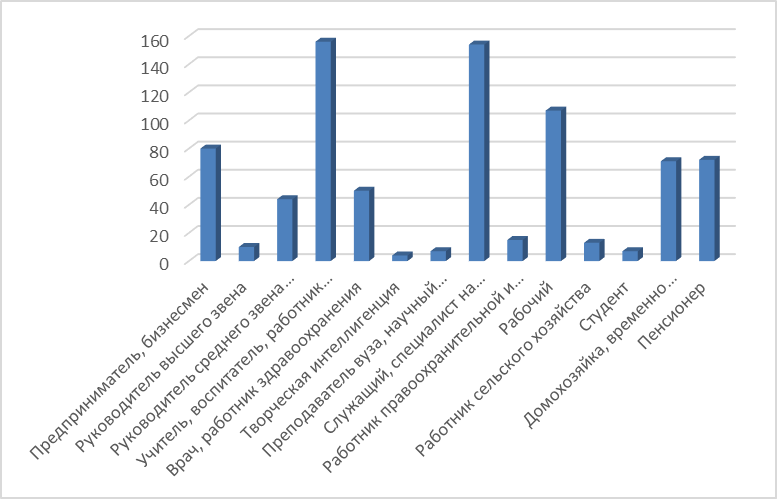 160
140
120
100
80
60
40
20
0
Предприниматель, бизнесмен
Руководитель высшего звена
Руководитель среднего звена…
Учитель, воспитатель, работник…
Врач, работник здравоохранения
Творческая интеллигенция
Преподаватель вуза, научный…
Служащий, специалист на…
Работник правоохранительной и…
Рабочий
Работник сельского хозяйства
Студент
Домохозяйка, временно…
Пенсионер